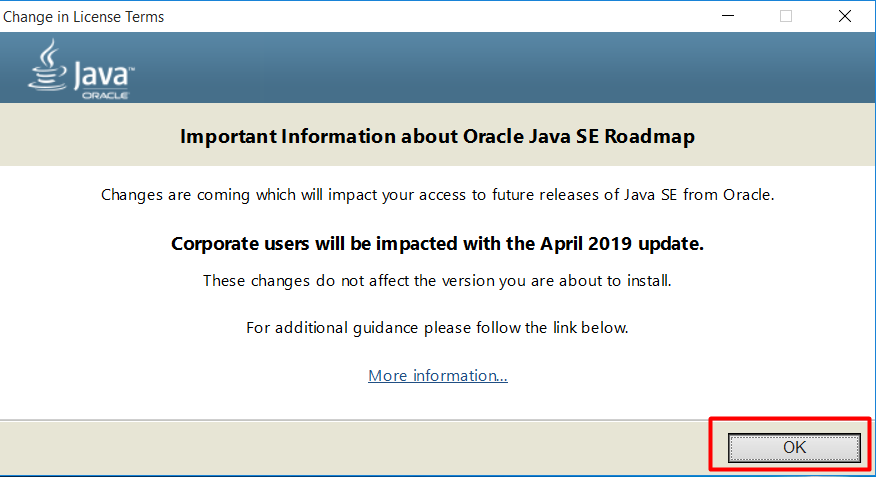 Change in License Terms
Java™
ORACLE
Important Information about Oracle Java SE Roadmap
Changes are coming which will impact your access to future releases of Java SE from Oracle.
Corporate users will be impacted with the April 2019 update.
These changes do not affect the version you are about to install.
For additional guidance please follow the link below.
More information...
OK